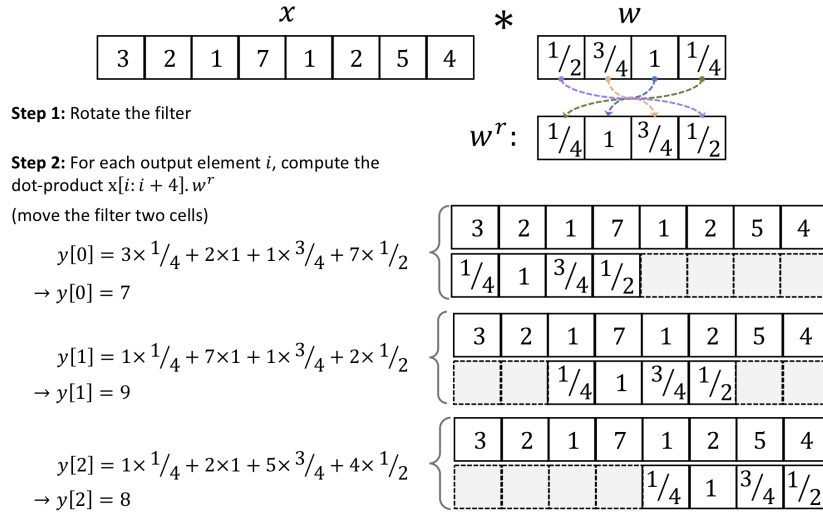 x * w
3 2 1 7 1 2 5 4
1/2 3/4 1 1/4
Step 1: Rotate the filter
wʳ: 1/4 1 3/4 1/2
Step 2: For each output element i, compute the
dot-product x[i: i + 4]. wʳ
(move the filter two cells)
3 2 1 7 1 2 5 4
y[0] = 3× 1/4 + 2×1 + 1× 3/4 + 7× 1/2
1/4 1 3/4 1/2
→ y[0] = 7
3 2 1 7 1 2 5 4
y[1] = 1× 1/4 + 7×1 + 1× 3/4 + 2× 1/2
1/4 1 3/4 1/2
→ y[1] = 9
3 2 1 7 1 2 5 4
y[2] = 1× 1/4 + 2×1 + 5× 3/4 + 4× 1/2
1/4 1 3/4 1/2
→ y[2] = 8